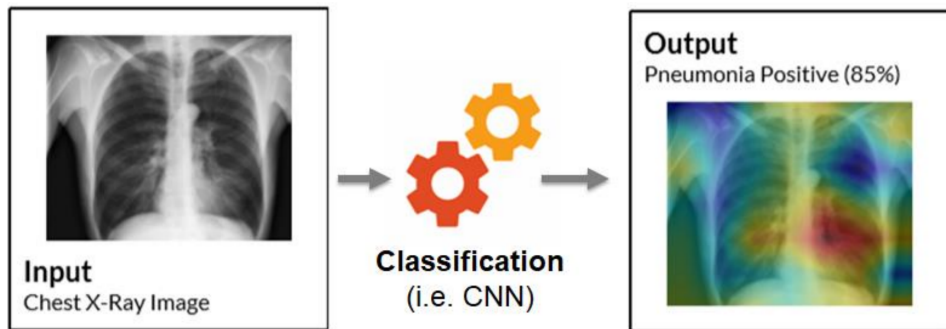 Input
Chest X-Ray Image
Classification
(i.e. CNN)
Output
Pneumonia Positive (85%)